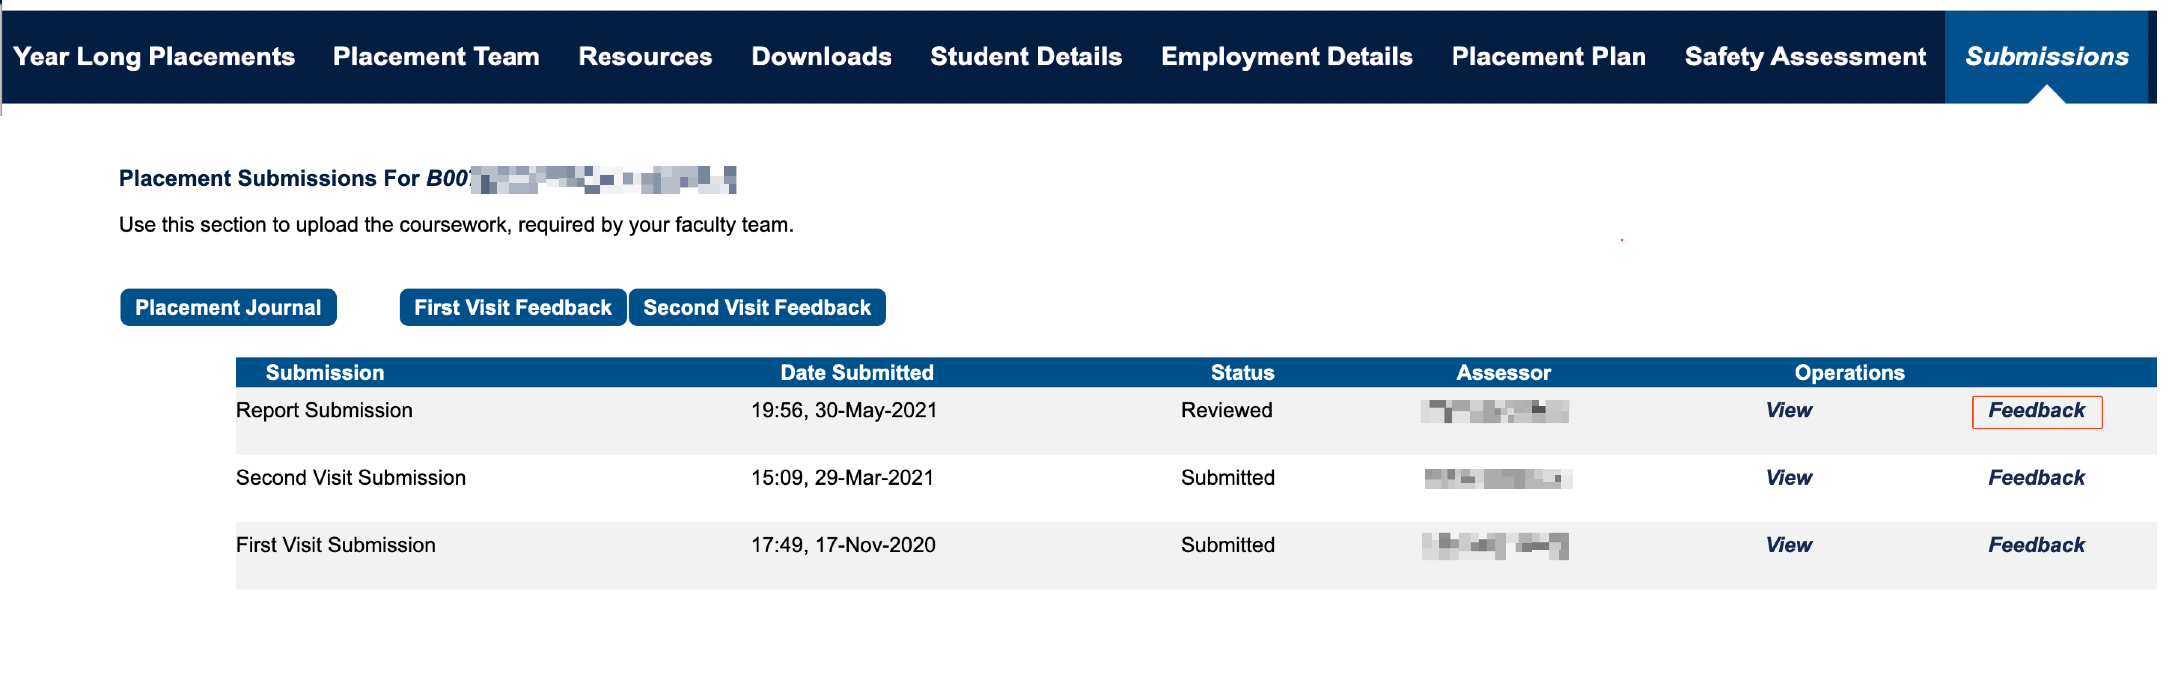 Year Long Placements Placement Team Resources Downloads Student Details Employment Details Placement Plan Safety Assessment Submissions
Placement Submissions For B00
Use this section to upload the coursework, required by your faculty team.
Placement Journal First Visit Feedback Second Visit Feedback
Submission Date Submitted Status Assessor Operations
Report Submission 19:56, 30-May-2021 Reviewed View Feedback
Second Visit Submission 15:09, 29-Mar-2021 Submitted View Feedback
First Visit Submission 17:49, 17-Nov-2020 Submitted View Feedback